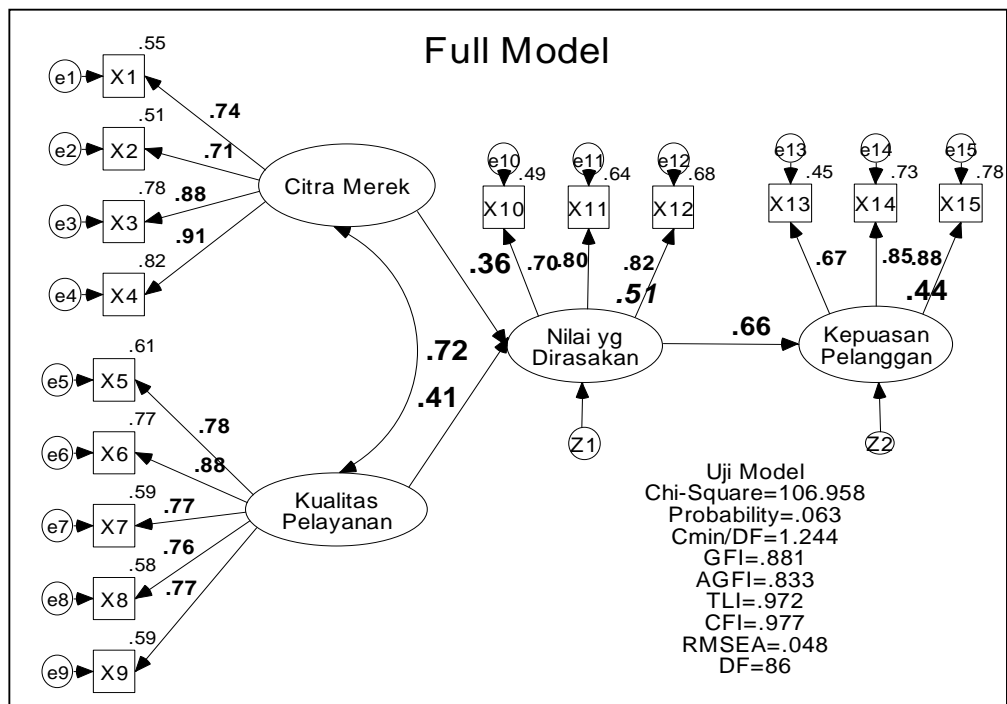 Full Model
.55
e1
X1
.74
.51
e2
X2
.71
.78
e3
X3
.88
.82
e4
X4
.91
Citra Merek
.61
e5
X5
.78
.77
e6
X6
.88
.59
e7
X7
.77
.58
e8
X8
.76
.59
e9
X9
.77
Kualitas
Pelayanan
.72
.36
.41
e10
.49
X10
.70
e11
.64
X11
.80
e12
.68
X12
.82
.51
Nilai yg
Dirasakan
Z1
.66
e13
.45
X13
.67
e14
.73
X14
.85
e15
.78
X15
.88
.44
Kepuasan
Pelanggan
Z2
Uji Model
Chi-Square=106.958
Probability=.063
Cmin/DF=1.244
GFI=.881
AGFI=.833
TLI=.972
CFI=.977
RMSEA=.048
DF=86